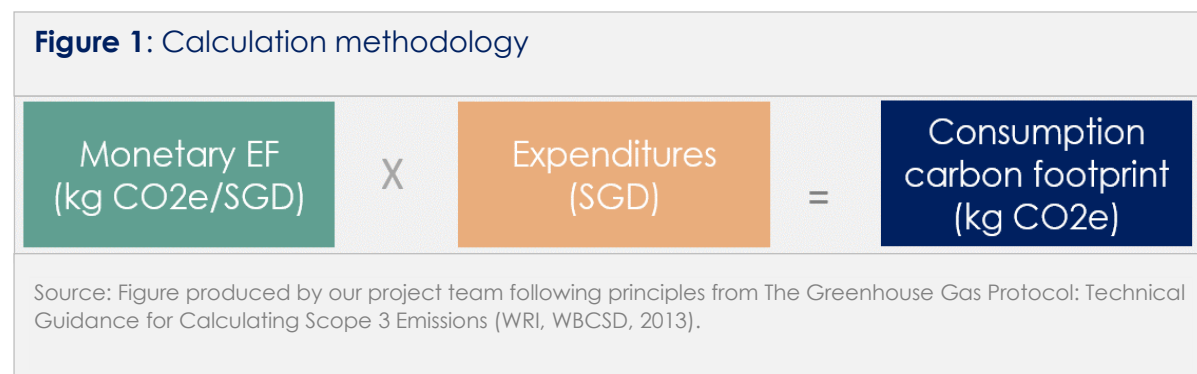 Figure 1: Calculation methodology
Monetary EF
(kg CO2e/SGD)
X
Expenditures
(SGD)
=
Consumption
carbon footprint
(kg CO2e)
Source: Figure produced by our project team following principles from The Greenhouse Gas Protocol: Technical
Guidance for Calculating Scope 3 Emissions (WRI, WBCSD, 2013).